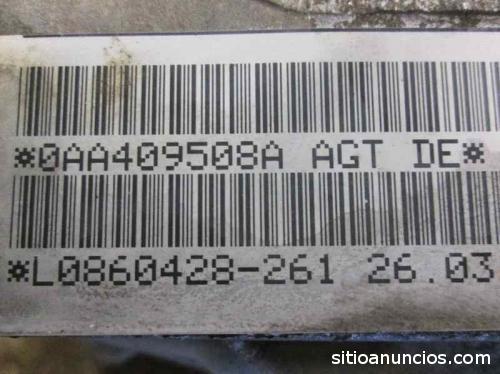 *0AA409508A AGT DE*
*L0860428-261 26.03
sitioanuncios.com